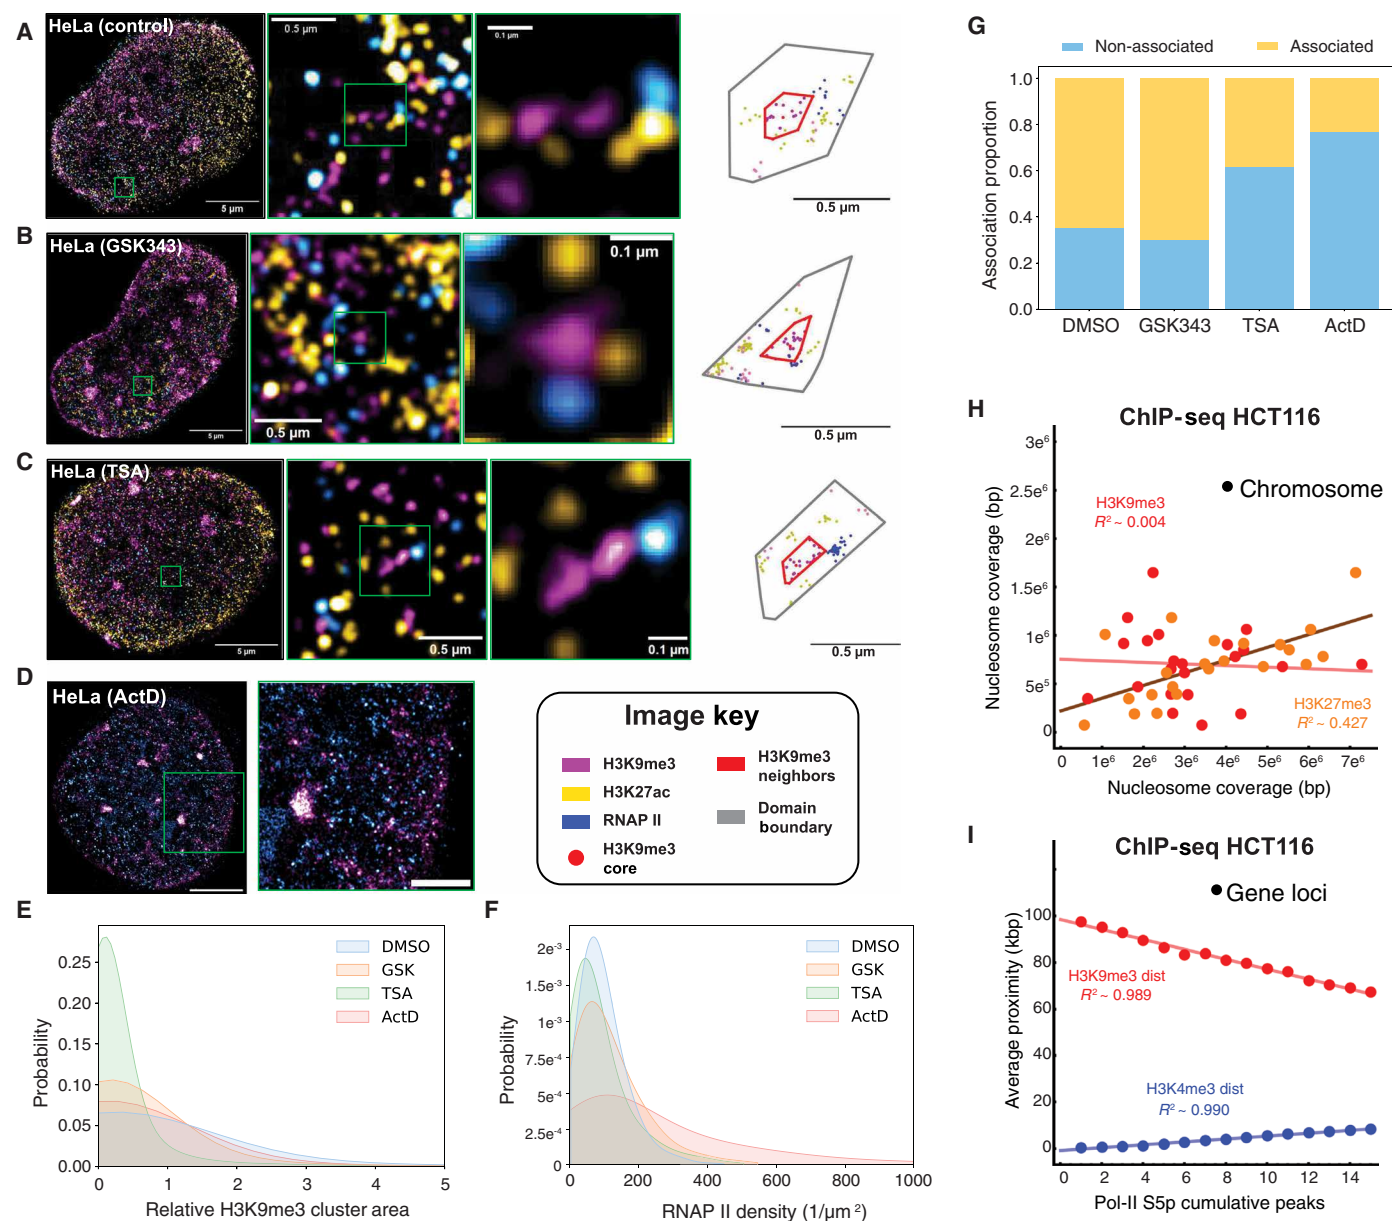 A
HeLa (control)
0.5 µm
0.1 µm
5 µm
0.5 µm
B
HeLa (GSK343)
0.1 µm
5 µm
0.5 µm
0.5 µm
C
HeLa (TSA)
5 µm
0.5 µm
0.1 µm
0.5 µm
D
HeLa (ActD)
Image key
H3K9me3
H3K27ac
RNAP II
H3K9me3
core
H3K9me3
neighbors
Domain
boundary
E
DMSO
GSK
TSA
ActD
Probability
0.25
0.20
0.15
0.10
0.05
0.00
0
1
2
3
4
5
Relative H3K9me3 cluster area
F
DMSO
GSK
TSA
ActD
Probability
2e-3
1.5e-3
1e-3
7.5e-4
5e-4
2.5e-4
0
0
200
400
600
800
1000
RNAP II density (1/µm²)
G
Non-associated
Associated
Association proportion
1.0
0.8
0.6
0.4
0.2
0.0
DMSO
GSK343
TSA
ActD
H
ChIP-seq HCT116
Chromosome
H3K9me3
R² ~ 0.004
H3K27me3
R² ~ 0.427
Nucleosome coverage (bp)
3e⁶
2.5e⁶
2e⁶
1.5e⁶
1e⁶
5e⁵
0
0
1e⁶
2e⁶
3e⁶
4e⁶
5e⁶
6e⁶
7e⁶
Nucleosome coverage (bp)
I
ChIP-seq HCT116
Gene loci
H3K9me3 dist
R² ~ 0.989
H3K4me3 dist
R² ~ 0.990
Average proximity (kbp)
100
80
60
40
20
0
0
2
4
6
8
10
12
14
Pol-II S5p cumulative peaks